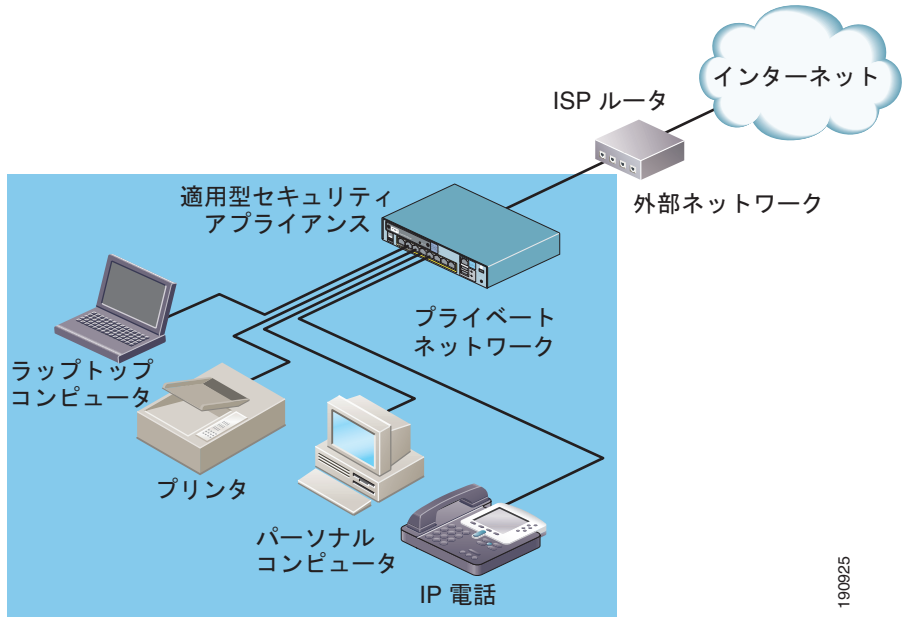 インターネット
ISP ルータ
外部ネットワーク
適用型セキュリティ
アプライアンス
プライベート
ネットワーク
ラップトップ
コンピュータ
プリンタ
パーソナル
コンピュータ
IP 電話
190925